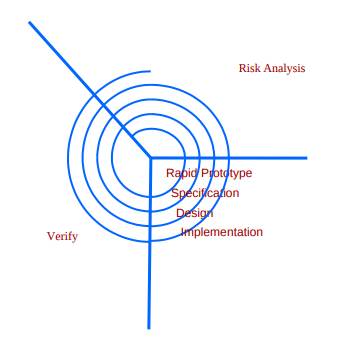 Risk Analysis
Rapid Prototype
Specification
Design
Implementation
Verify